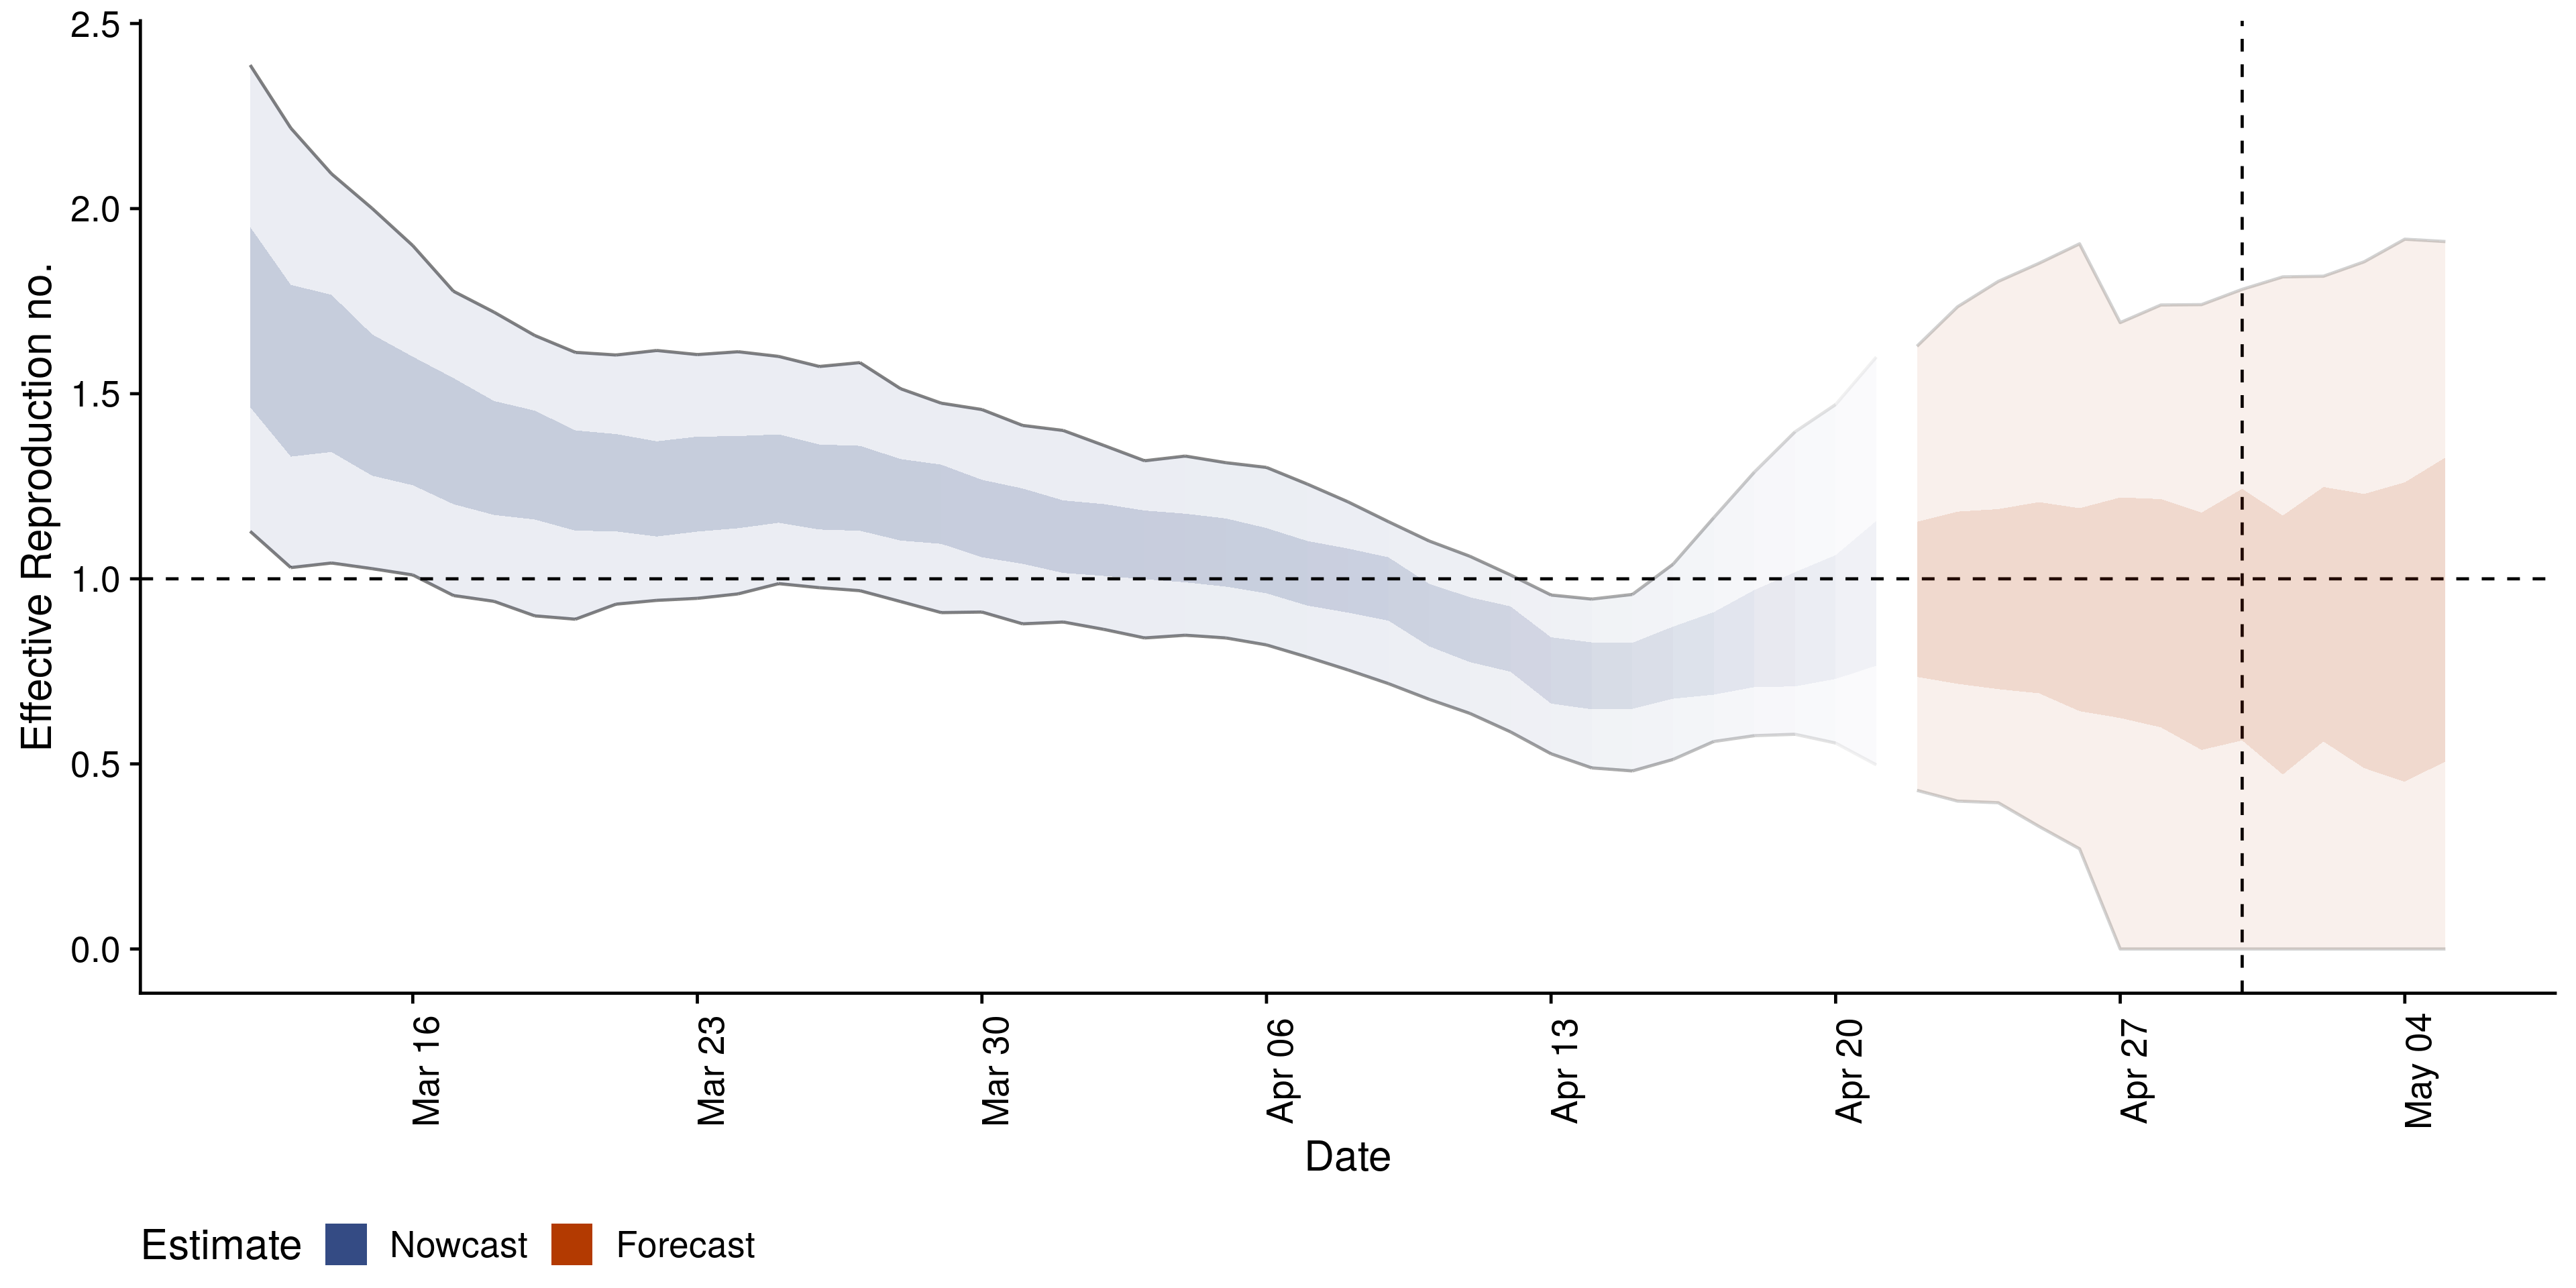 Effective Reproduction no.
2.5
2.0
1.5
1.0
0.5
0.0
Mar 16
Mar 23
Mar 30
Apr 06
Apr 13
Apr 20
Apr 27
May 04
Date
Estimate Nowcast Forecast